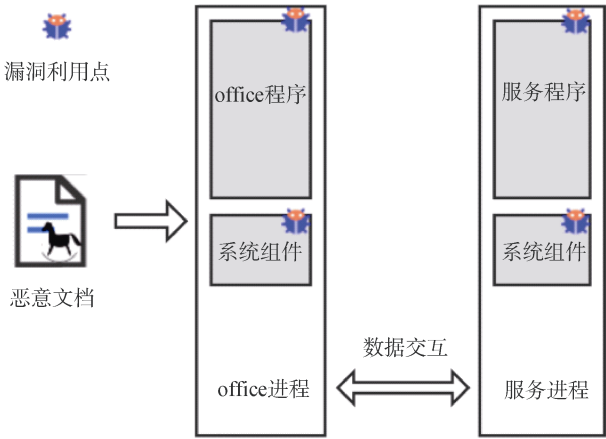 漏洞利用点
office程序
服务程序
系统组件
系统组件
恶意文档
数据交互
office进程
服务进程